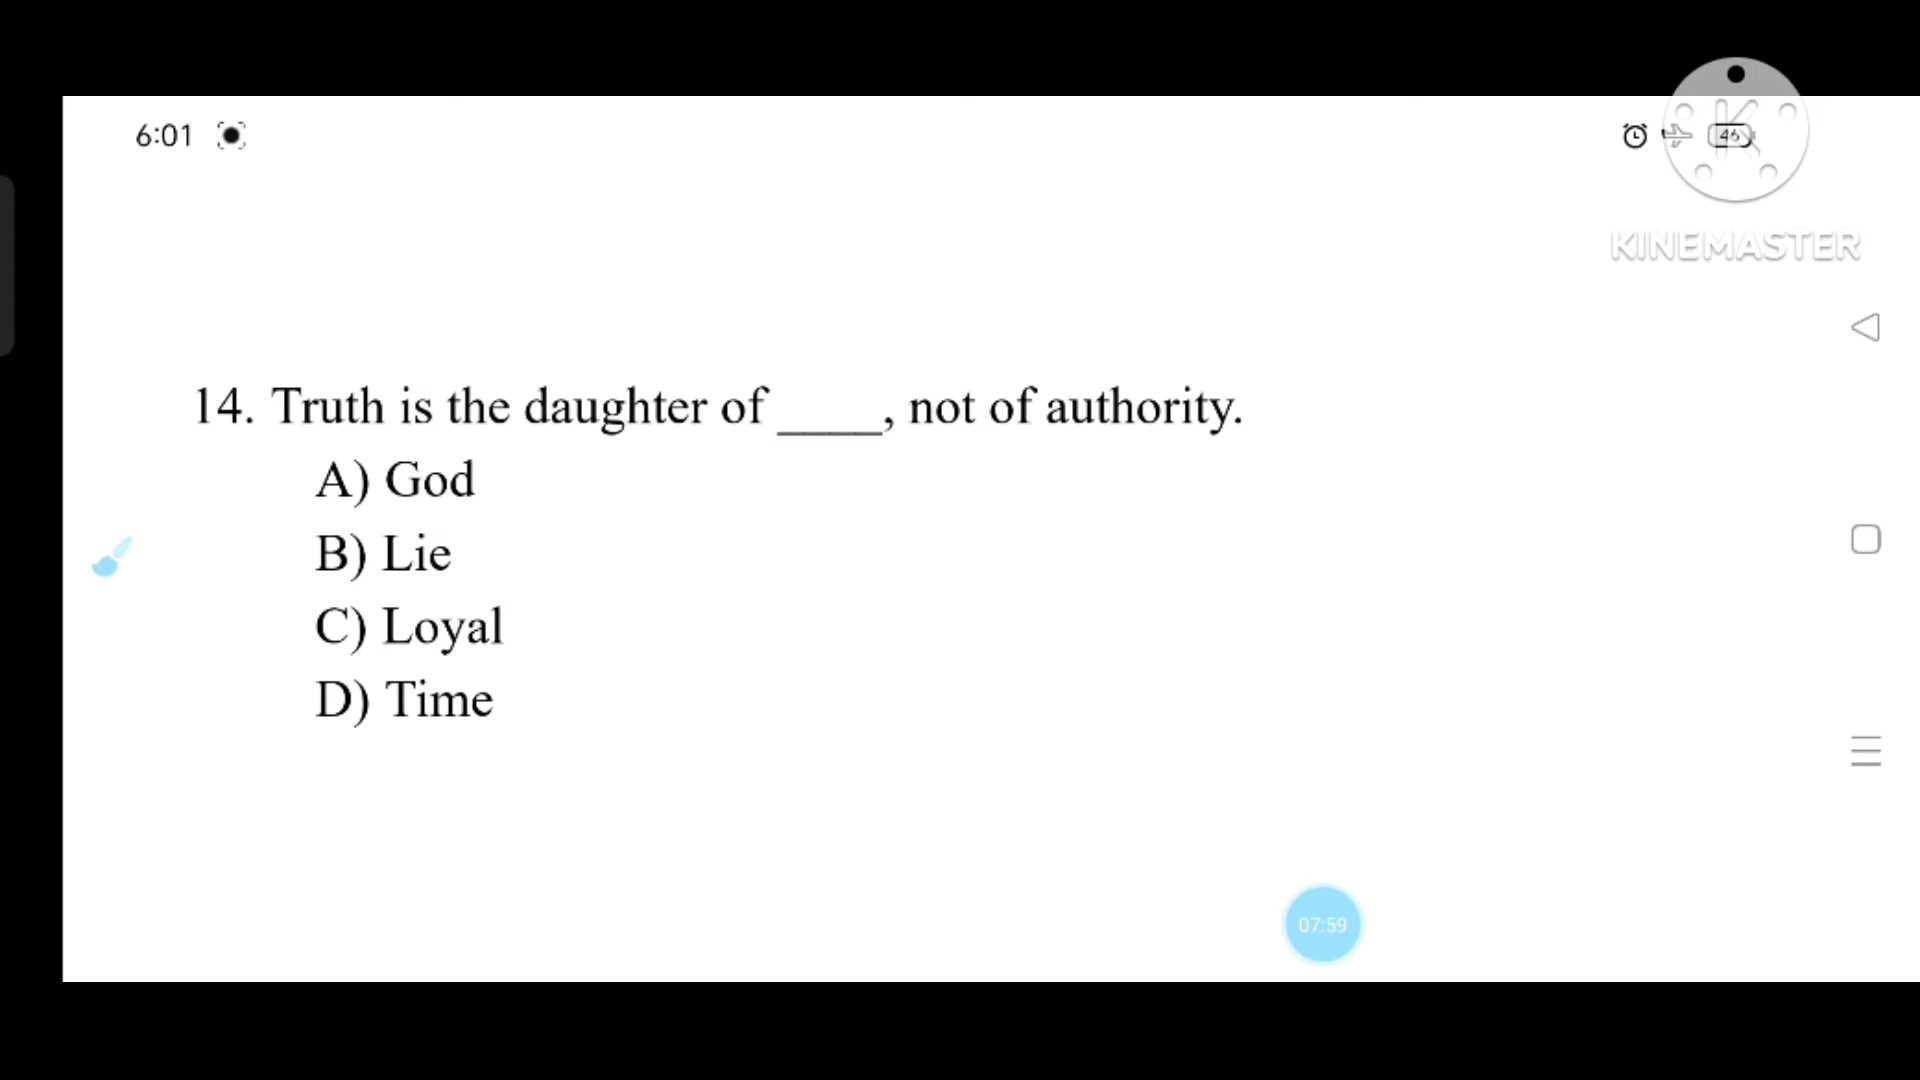 6:01
46
KINEMASTER
14. Truth is the daughter of ____, not of authority.
A) God
B) Lie
C) Loyal
D) Time
07:59